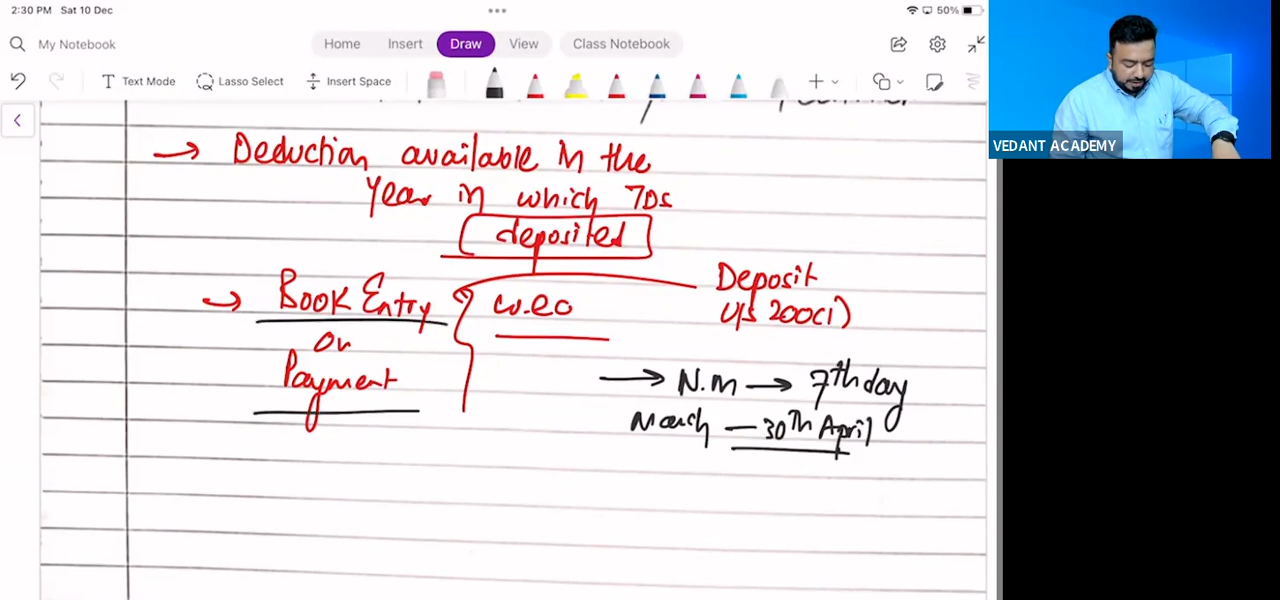 2:30 PM Sat 10 Dec
50%
My Notebook
Home Insert Draw View Class Notebook
Text Mode Lasso Select Insert Space
VEDANT ACADEMY
→ Deduction available in the
year in which TDS
deposited
→ Book Entry
or
Payment
w.e.e
Deposit
u/s 200(i)
→ N.m → 7th day
March — 30th April